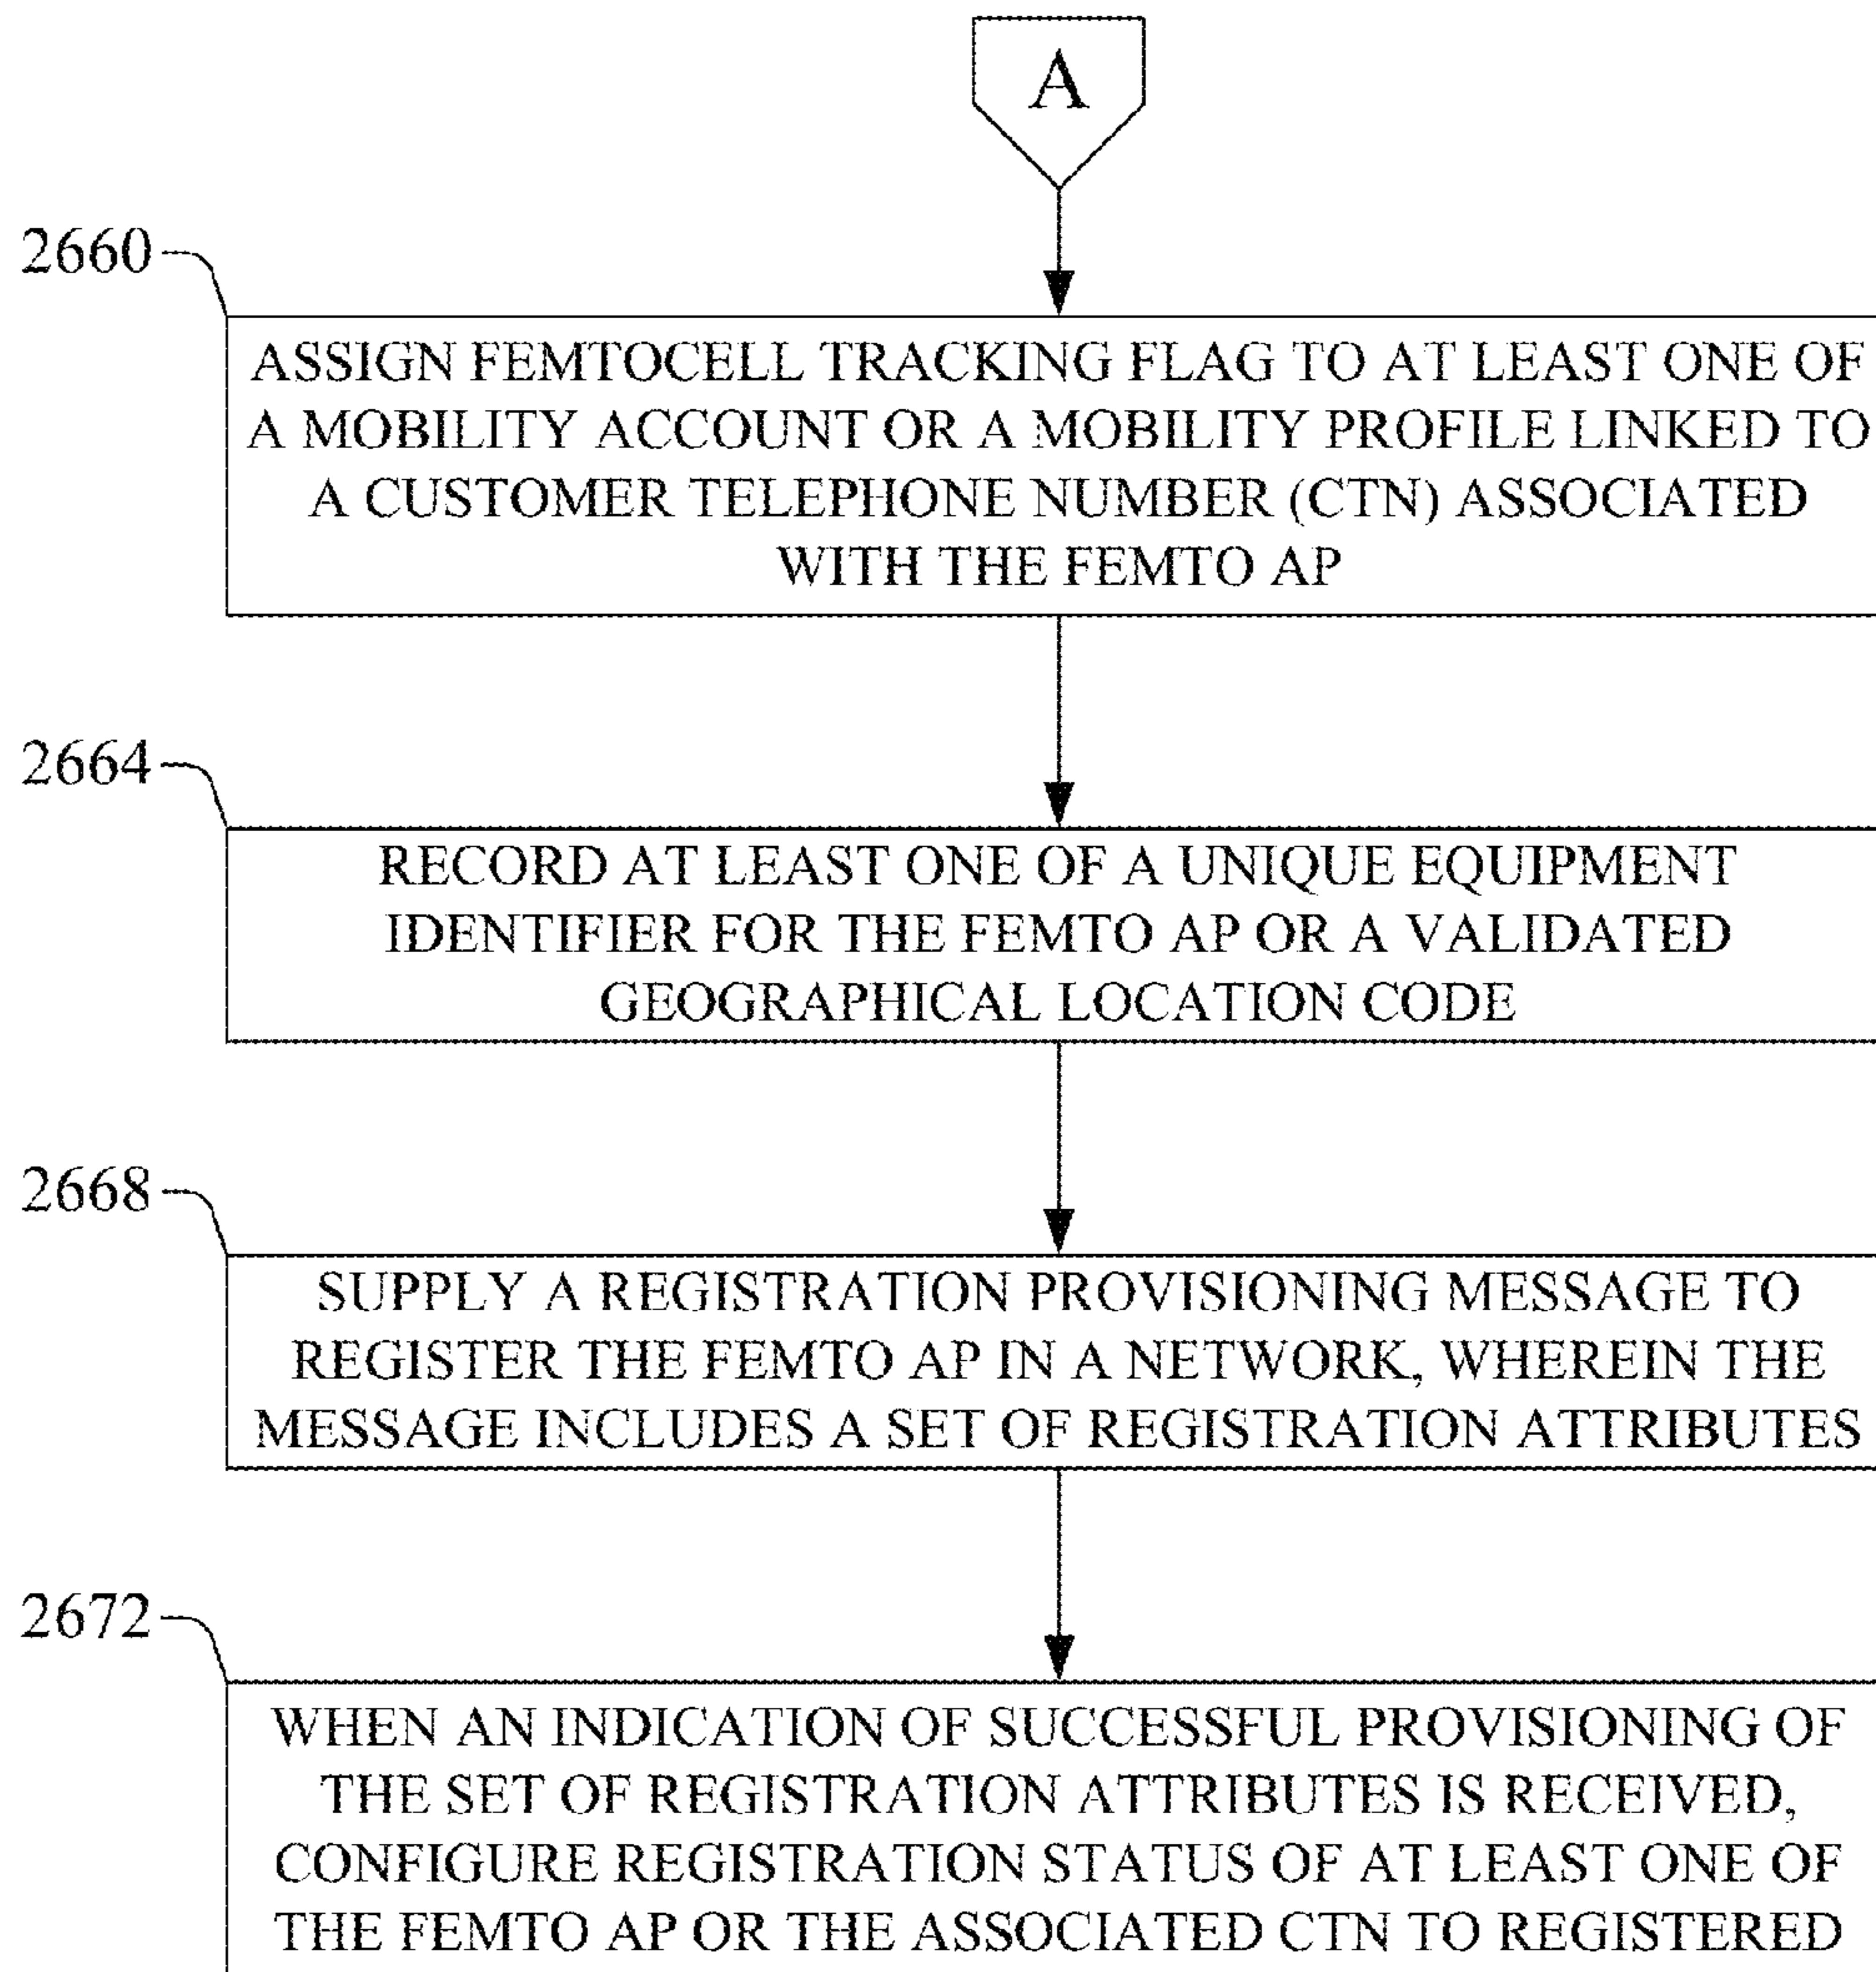 A
2660
ASSIGN FEMTOCELL TRACKING FLAG TO AT LEAST ONE OF
A MOBILITY ACCOUNT OR A MOBILITY PROFILE LINKED TO
A CUSTOMER TELEPHONE NUMBER (CTN) ASSOCIATED
WITH THE FEMTO AP
2664
RECORD AT LEAST ONE OF A UNIQUE EQUIPMENT
IDENTIFIER FOR THE FEMTO AP OR A VALIDATED
GEOGRAPHICAL LOCATION CODE
2668
SUPPLY A REGISTRATION PROVISIONING MESSAGE TO
REGISTER THE FEMTO AP IN A NETWORK, WHEREIN THE
MESSAGE INCLUDES A SET OF REGISTRATION ATTRIBUTES
2672
WHEN AN INDICATION OF SUCCESSFUL PROVISIONING OF
THE SET OF REGISTRATION ATTRIBUTES IS RECEIVED,
CONFIGURE REGISTRATION STATUS OF AT LEAST ONE OF
THE FEMTO AP OR THE ASSOCIATED CTN TO REGISTERED